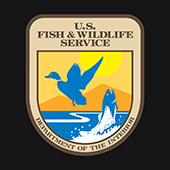 U.S.
FISH & WILDLIFE
SERVICE
DEPARTMENT OF THE INTERIOR